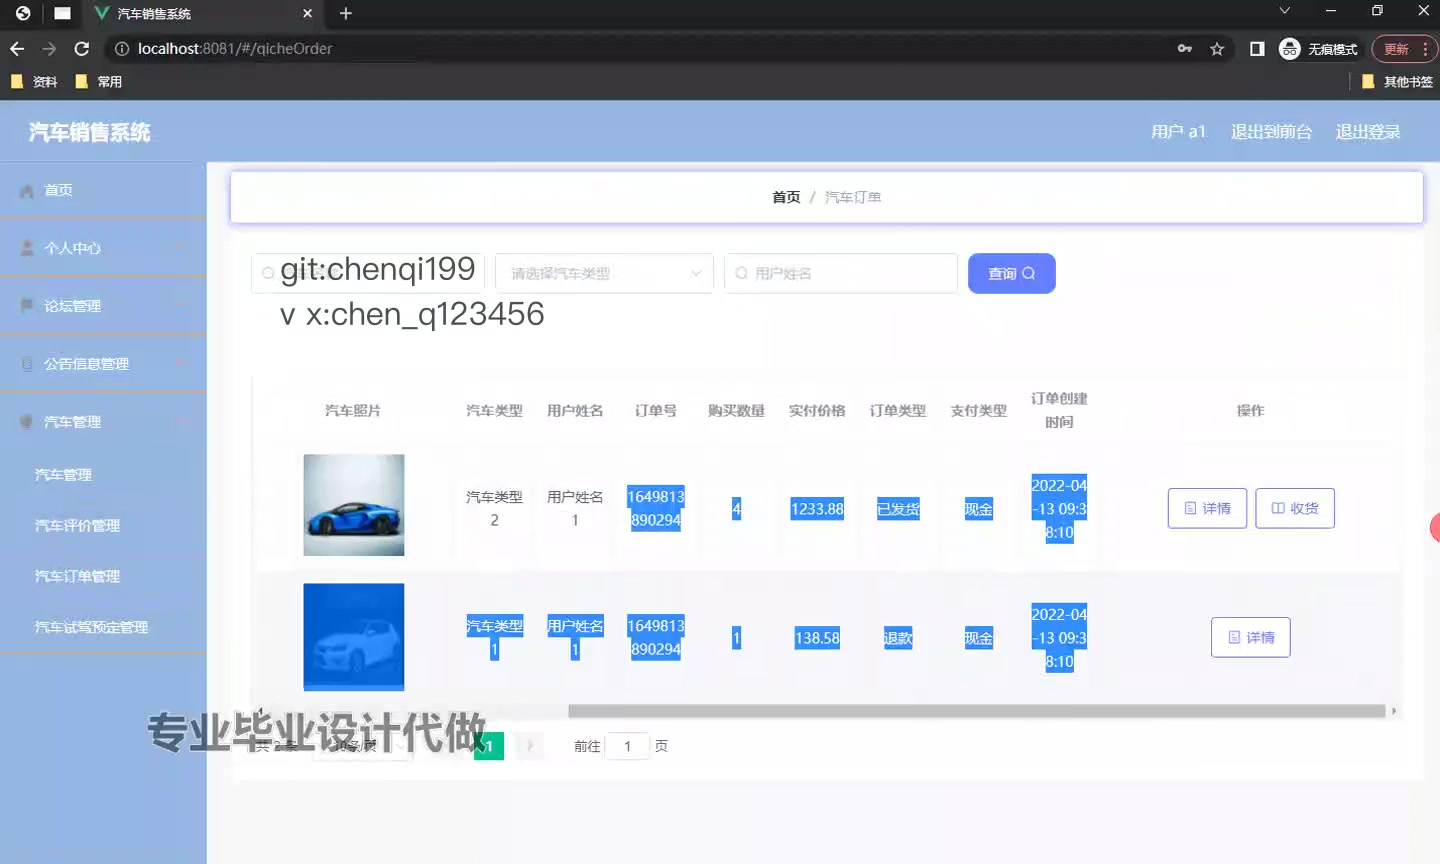 汽车销售系统
localhost:8081/#/qicheOrder
无痕模式
更新
资料
常用
其他书签
汽车销售系统
用户 a1
退出到前台
退出登录
首页
个人中心
论坛管理
公告信息管理
汽车管理
汽车管理
汽车评价管理
汽车订单管理
汽车试驾预定管理
首页 / 汽车订单
git:chenqi199
请选择汽车类型
用户姓名
查询
v x:chen_q123456
汽车照片
汽车类型
用户姓名
订单号
购买数量
实付价格
订单类型
支付类型
订单创建
时间
操作
汽车类型
2
用户姓名
1
1649813
890294
4
1233.88
已发货
现金
2022-04
-13 09:3
8:10
详情
收货
汽车类型
1
用户姓名
1
1649813
890294
1
138.58
退款
现金
2022-04
-13 09:3
8:10
详情
专业毕业设计代做
共 2 条
10条/页
1
前往 1 页